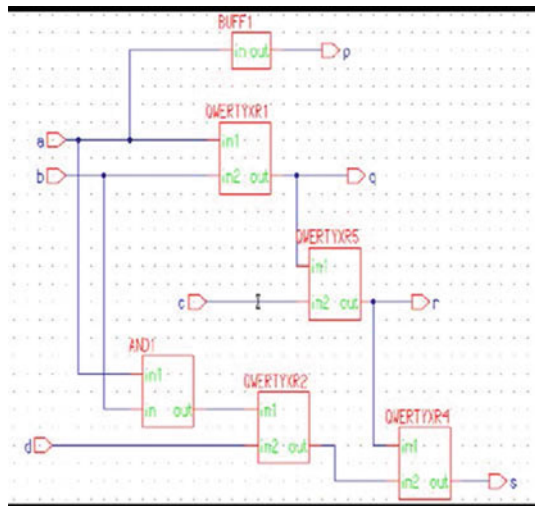 BUFF1
in out
p
QWERTYXR1
a
in1
b
in2 out
q
QWERTYXR5
in1
c
in2 out
r
AND1
in1
QWERTYXR2
in out
in1
QWERTYXR4
d
in2 out
in1
in2 out
s